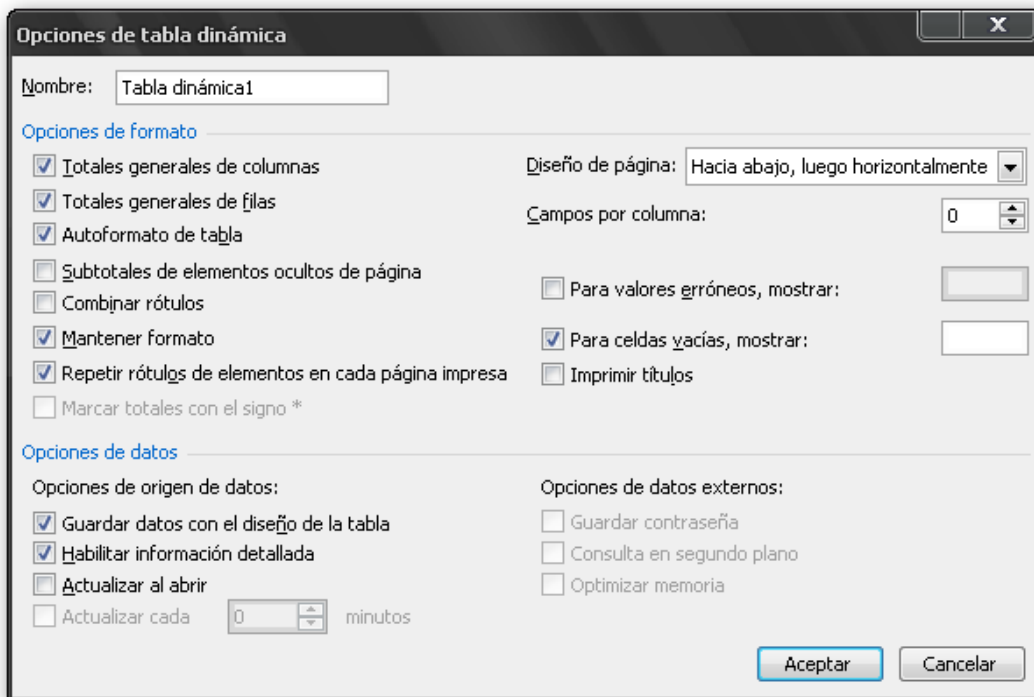 Opciones de tabla dinámica
Nombre: Tabla dinámica1
Opciones de formato
Totales generales de columnas
Totales generales de filas
Autoformato de tabla
Subtotales de elementos ocultos de página
Combinar rótulos
Mantener formato
Repetir rótulos de elementos en cada página impresa
Marcar totales con el signo *
Diseño de página: Hacia abajo, luego horizontalmente
Campos por columna: 0
Para valores erróneos, mostrar:
Para celdas vacías, mostrar:
Imprimir títulos
Opciones de datos
Opciones de origen de datos:
Guardar datos con el diseño de la tabla
Habilitar información detallada
Actualizar al abrir
Actualizar cada 0 minutos
Opciones de datos externos:
Guardar contraseña
Consulta en segundo plano
Optimizar memoria
Aceptar Cancelar